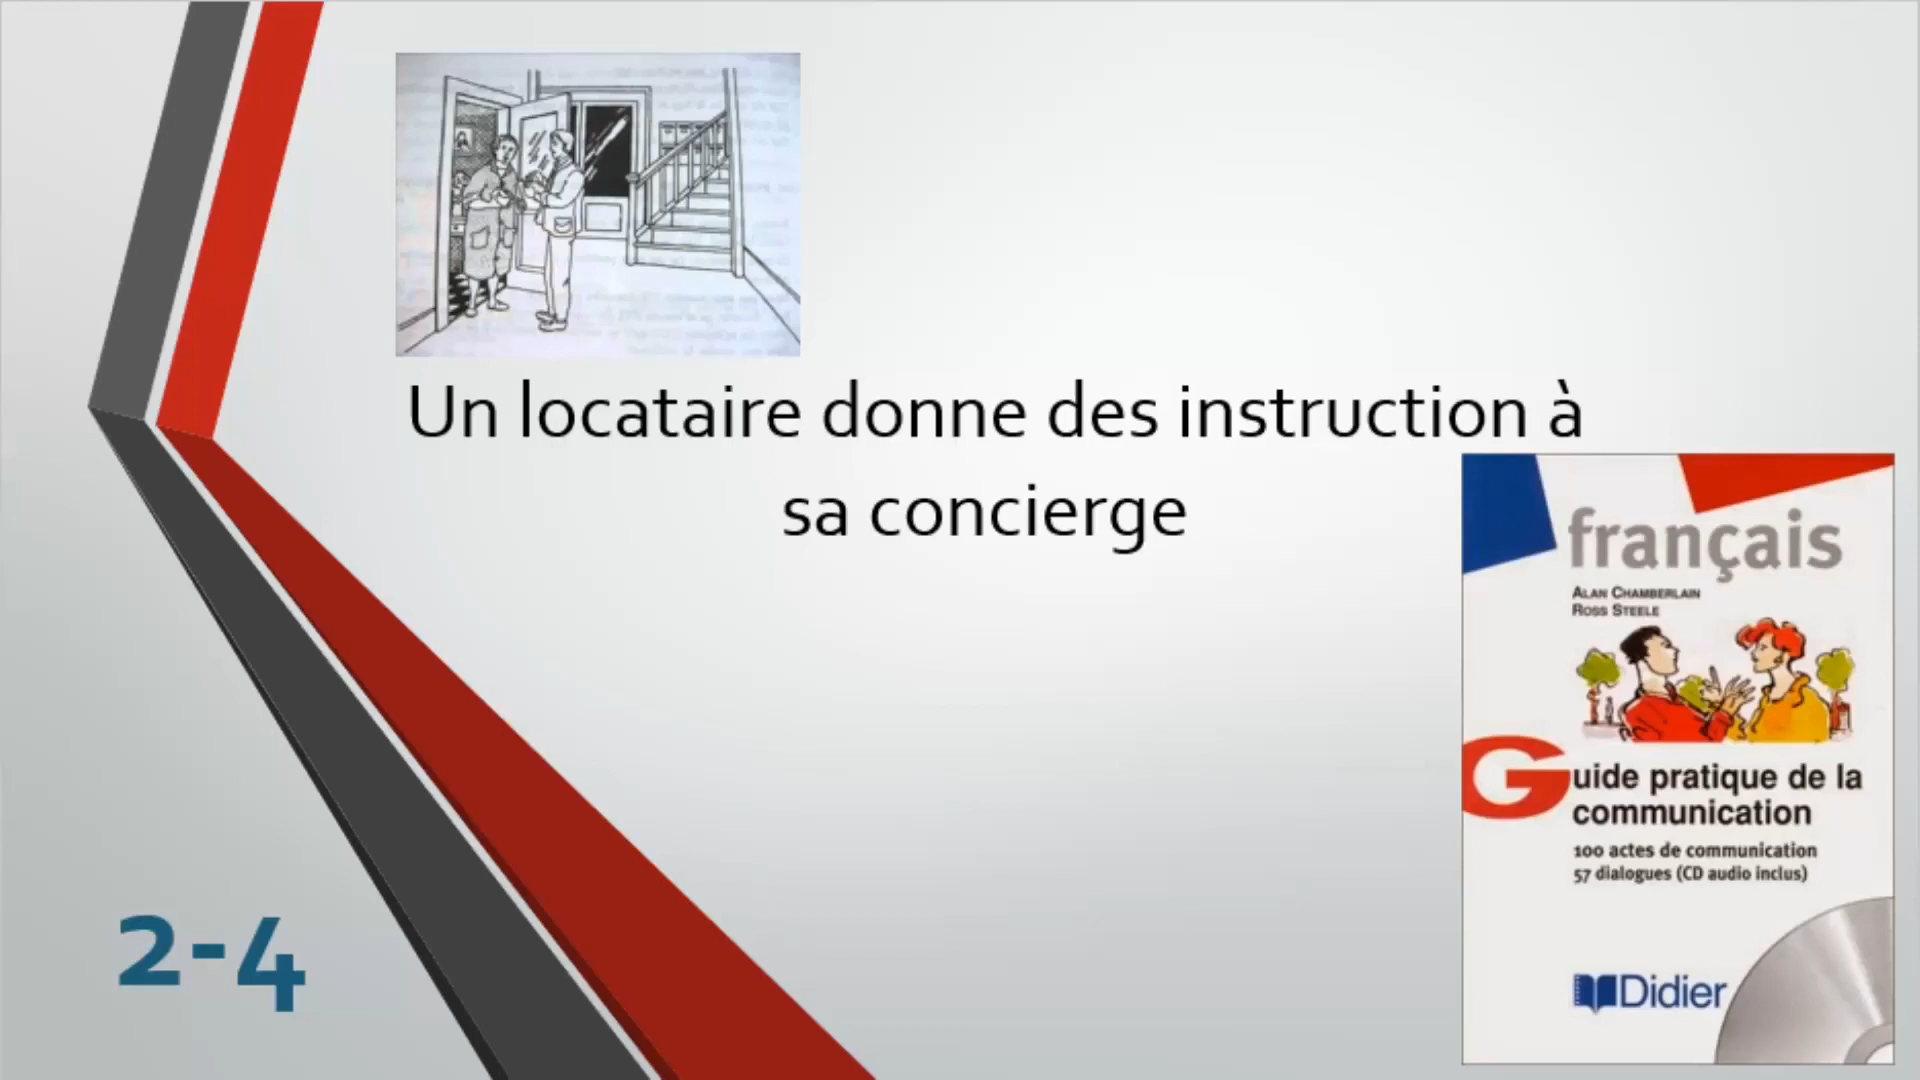 Un locataire donne des instruction à
sa concierge
français
ALAN CHAMBERLAIN
ROSS STEELE
Guide pratique de la
communication
100 actes de communication
57 dialogues (CD audio inclus)
Didier
2-4